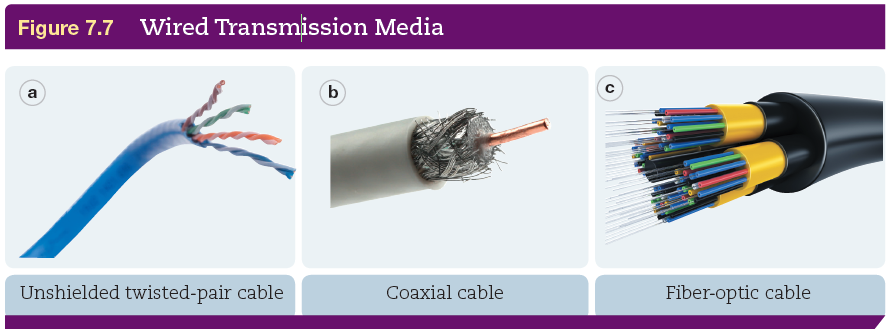 Figure 7.7 Wired Transmission Media
a
b
c
Unshielded twisted-pair cable
Coaxial cable
Fiber-optic cable